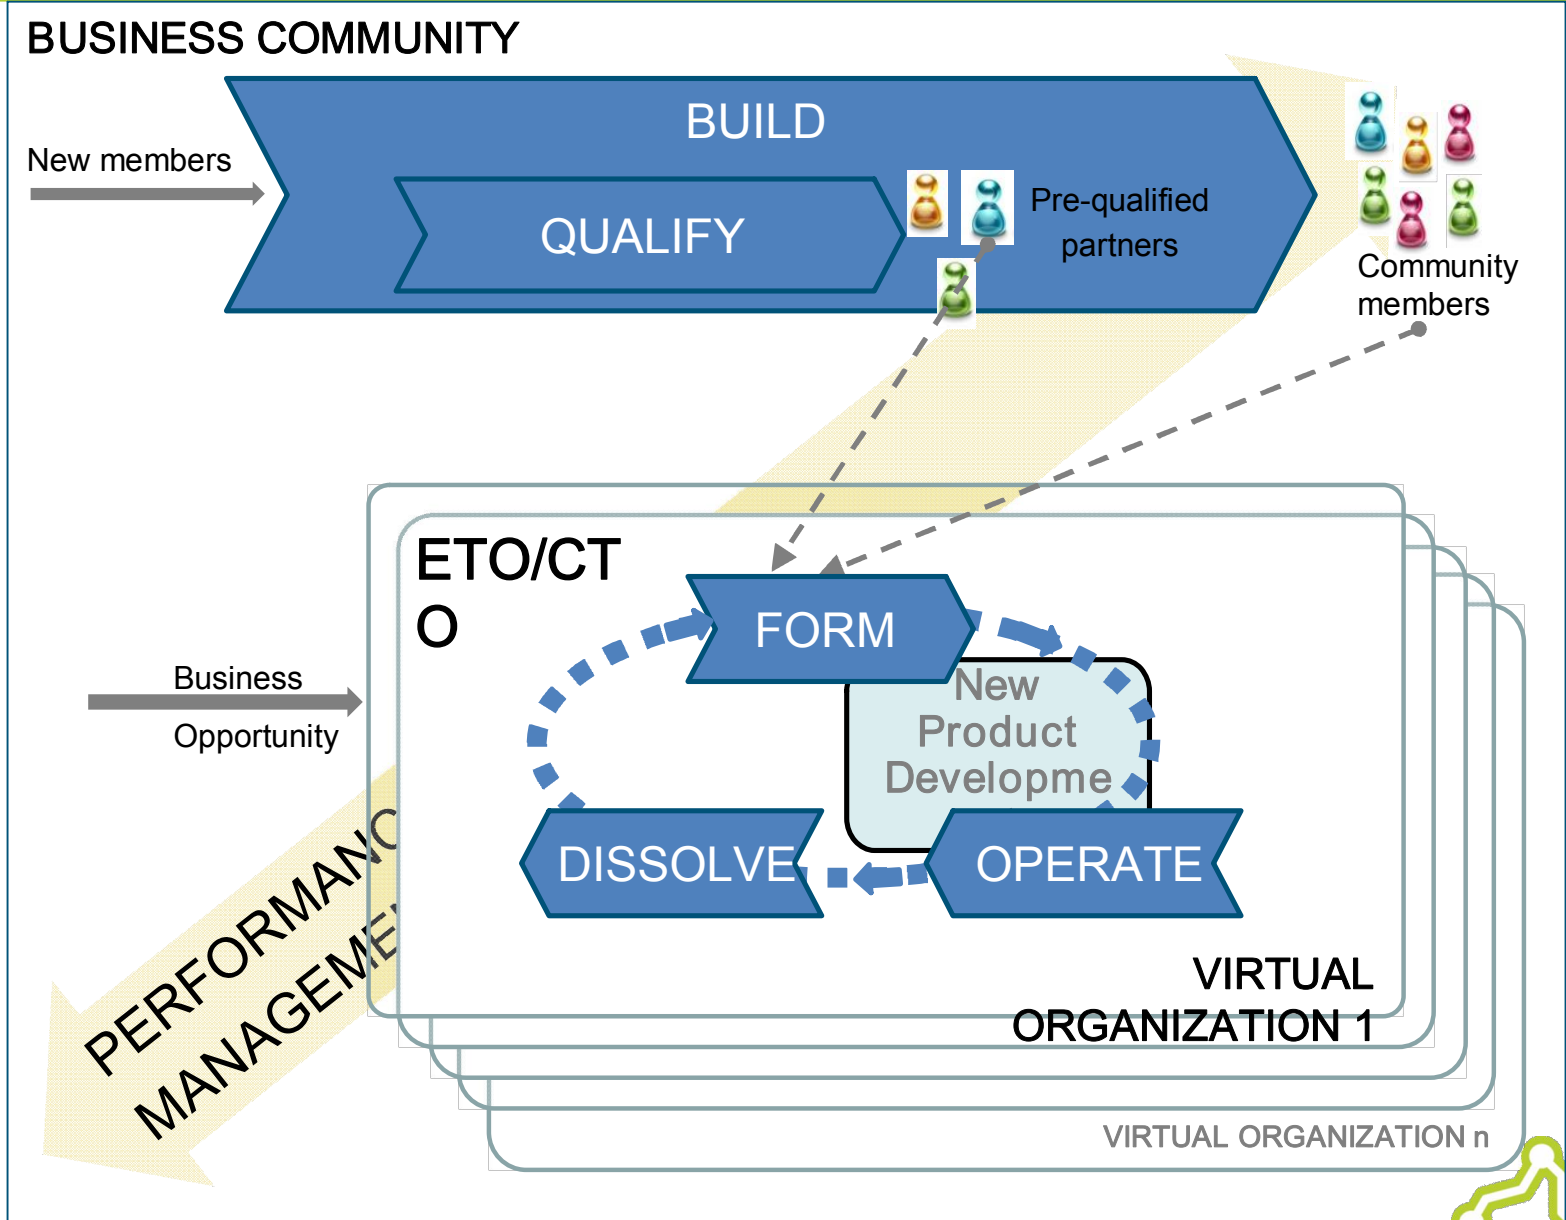 BUSINESS COMMUNITY
BUILD
New members
QUALIFY
Pre-qualified
partners
Community
members
ETO/CT
O
FORM
Business
Opportunity
New
Product
Developme
DISSOLVE
OPERATE
PERFORMANC
MANAGEME
VIRTUAL
ORGANIZATION 1
VIRTUAL ORGANIZATION n